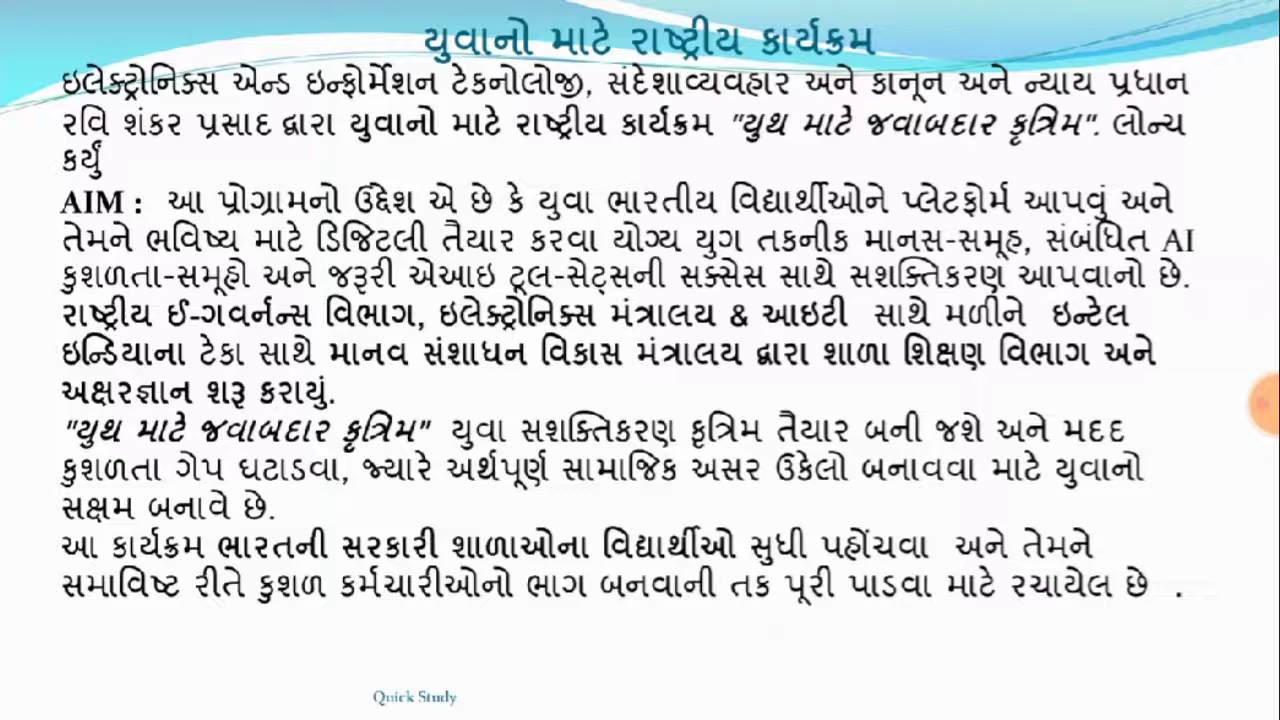 યુવાનો માટે રાષ્ટ્રીય કાર્યક્રમ
ઇલેક્ટ્રોનિક્સ એન્ડ ઇન્ફોર્મેશન ટેકનોલોજી, સંદેશાવ્યવહાર અને કાનૂન અને ન્યાય પ્રધાન
રવિ શંકર પ્રસાદ દ્વારા યુવાનો માટે રાષ્ટ્રીય કાર્યક્રમ "યુથ માટે જવાબદાર કૃત્રિમ". લોન્ચ
કર્યું
AIM : આ પ્રોગ્રામનો ઉદ્દેશ એ છે કે યુવા ભારતીય વિદ્યાર્થીઓને પ્લેટફોર્મ આપવું અને
તેમને ભવિષ્ય માટે ડિજિટલી તૈયાર કરવા યોગ્ય યુગ તકનીક માનસ-સમૂહ, સંબંધિત AI
કુશળતા-સમૂહો અને જરૂરી એઆઇ ટૂલ-સેટ્સની સક્સેસ સાથે સશક્તિકરણ આપવાનો છે.
રાષ્ટ્રીય ઈ-ગવર્નન્સ વિભાગ, ઇલેક્ટ્રોનિક્સ મંત્રાલય & આઇટી સાથે મળીને ઇન્ટેલ
ઇન્ડિયાના ટેકા સાથે માનવ સંશાધન વિકાસ મંત્રાલય દ્વારા શાળા શિક્ષણ વિભાગ અને
અક્ષરજ્ઞાન શરૂ કરાયું.
"યુથ માટે જવાબદાર કૃત્રિમ" યુવા સશક્તિકરણ કૃત્રિમ તૈયાર બની જશે અને મદદ
કુશળતા ગેપ ઘટાડવા, જ્યારે અર્થપૂર્ણ સામાજિક અસર ઉકેલો બનાવવા માટે યુવાનો
સક્ષમ બનાવે છે.
આ કાર્યક્રમ ભારતની સરકારી શાળાઓના વિદ્યાર્થીઓ સુધી પહોંચવા અને તેમને
સમાવિષ્ટ રીતે કુશળ કર્મચારીઓનો ભાગ બનવાની તક પૂરી પાડવા માટે રચાયેલ છે .
Quick Study